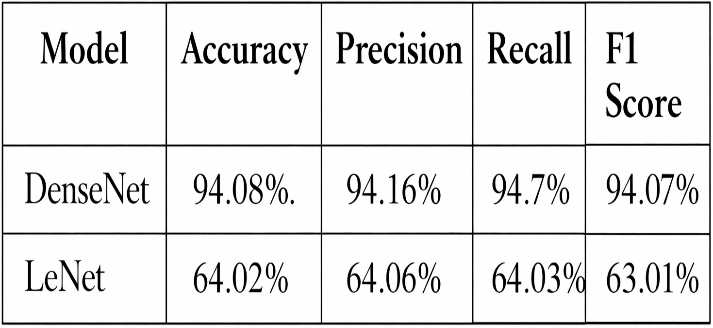 Model Accuracy Precision Recall F1 Score
DenseNet 94.08%. 94.16% 94.7% 94.07%
LeNet 64.02% 64.06% 64.03% 63.01%